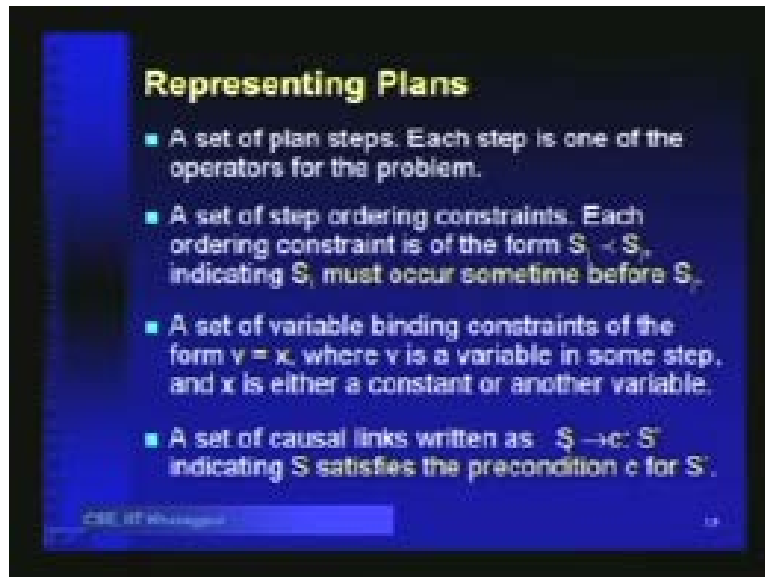 Representing Plans
A set of plan steps. Each step is one of the
operators for the problem.
A set of step ordering constraints. Each
ordering constraint is of the form Si ≺ Sj,
indicating Si must occur sometime before Sj.
A set of variable binding constraints of the
form v = x, where v is a variable in some step,
and x is either a constant or another variable.
A set of causal links written as S →c: S'
indicating S satisfies the precondition c for S'.
CSE, IIT Kharagpur